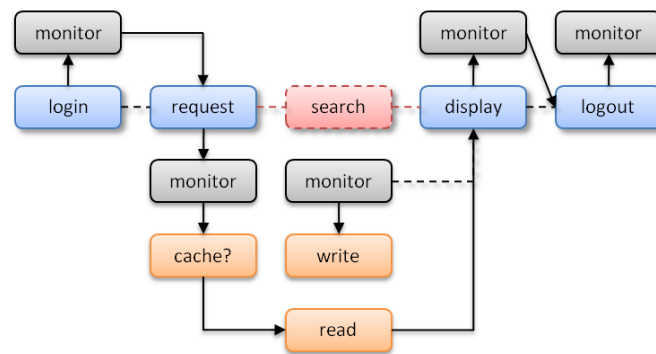 monitor
monitor
monitor
login
request
search
display
logout
monitor
monitor
cache?
write
read